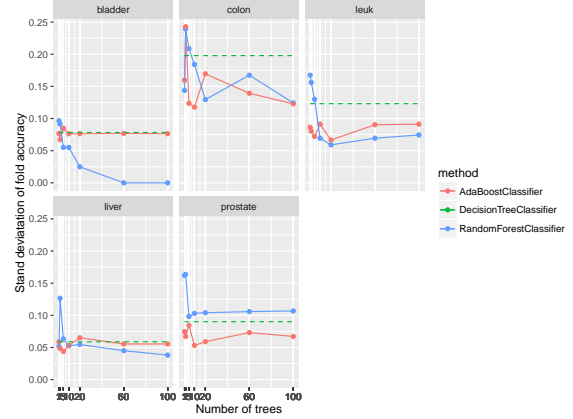 bladder
colon
leuk
0.25
0.20
0.15
0.10
0.05
0.00
liver
prostate
0.25
0.20
0.15
0.10
0.05
0.00
20
60
100
20
60
100
Stand deviatation of fold accuracy
Number of trees
method
AdaBoostClassifier
DecisionTreeClassifier
RandomForestClassifier